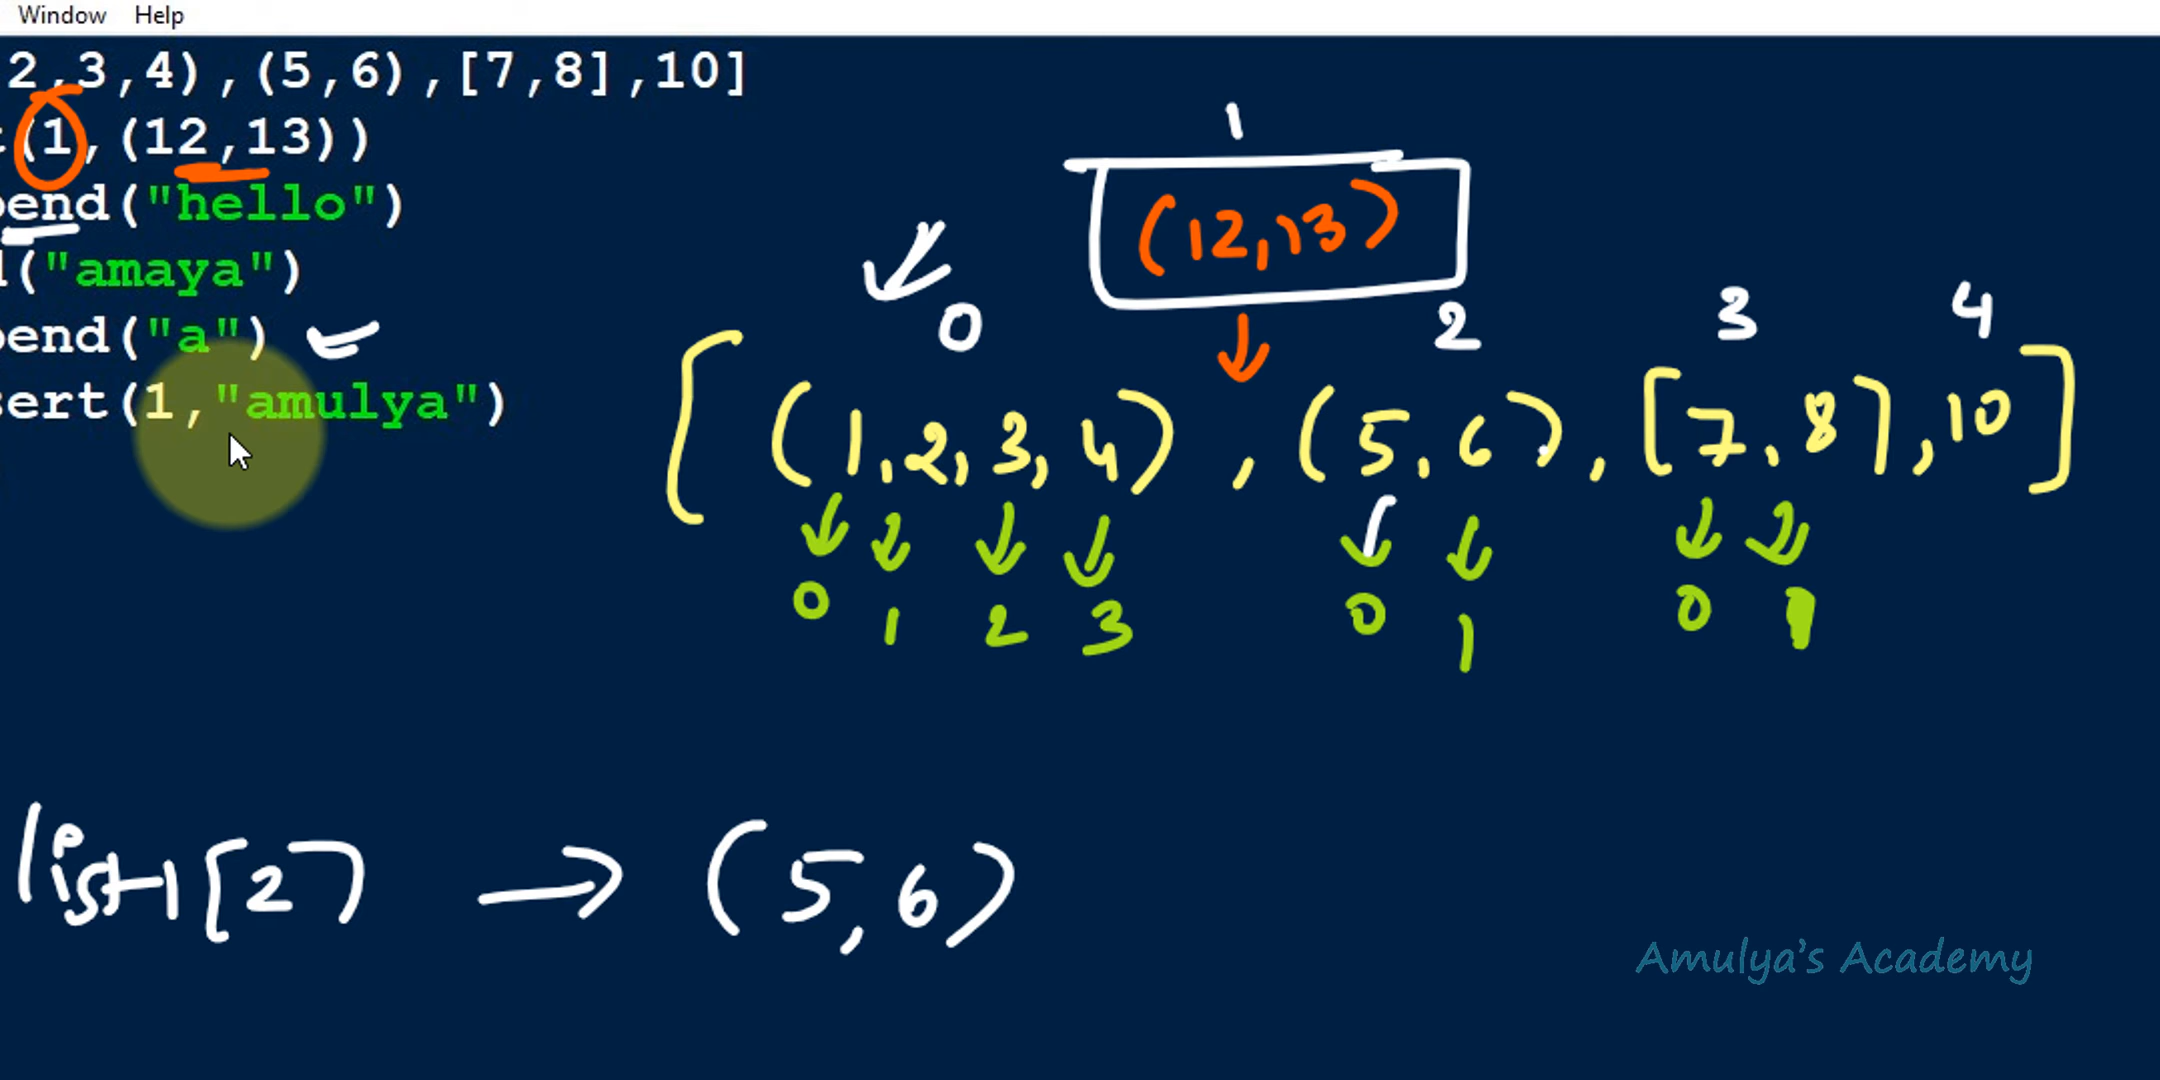 Window Help
2,3,4),(5,6),[7,8],10]
(1,(12,13))
end("hello")
("amaya")
end("a")
ert(1,"amulya")
1
(12,13)
0 2 3 4
[(1,2,3,4),(5,6),[7,8],10]
0 1 2 3 0 1 0 1
list1[2] → (5,6)
Amulya's Academy